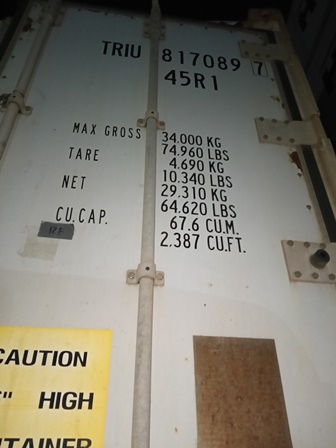 TRIU 817089 7
45R1
MAX GROSS 34.000 KG
74.960 LBS
TARE 4.690 KG
10.340 LBS
NET 29.310 KG
64.620 LBS
CU.CAP. 67.6 CU.M.
2.387 CU.FT.
CAUTION
" HIGH